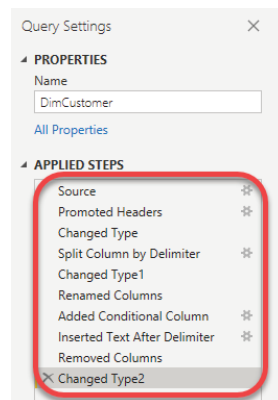 Query Settings
PROPERTIES
Name
DimCustomer
All Properties
APPLIED STEPS
Source
Promoted Headers
Changed Type
Split Column by Delimiter
Changed Type1
Renamed Columns
Added Conditional Column
Inserted Text After Delimiter
Removed Columns
Changed Type2